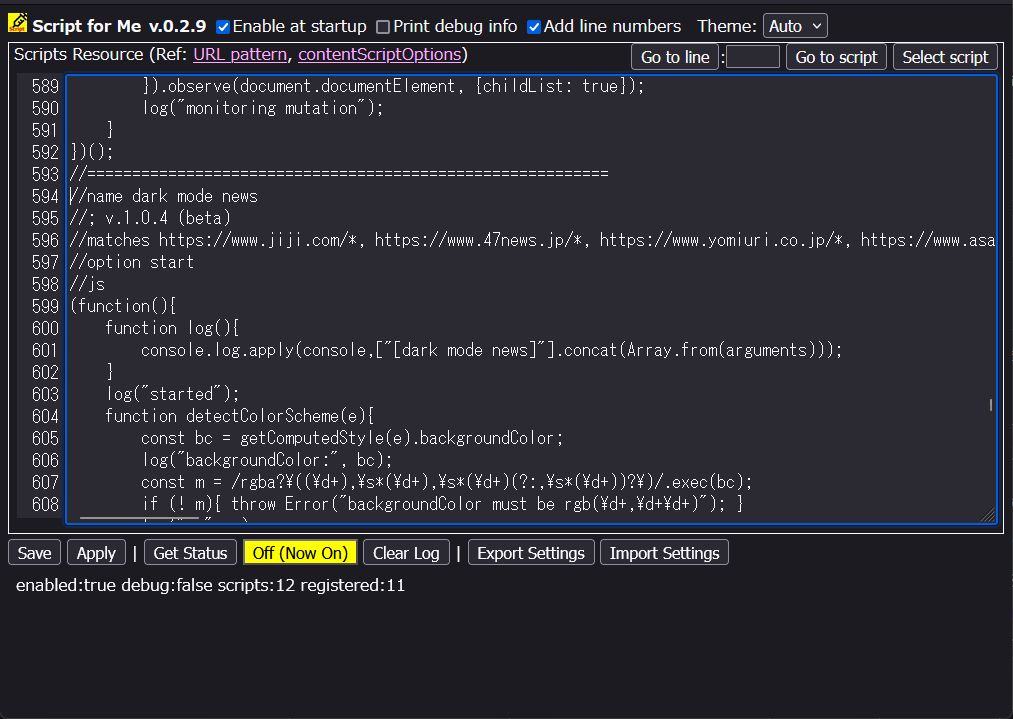 Script for Me v.0.2.9 Enable at startup Print debug info Add line numbers Theme: Auto
Scripts Resource (Ref: URL pattern, contentScriptOptions) Go to line : Go to script Select script
589 }).observe(document.documentElement, {childList: true});
590 log("monitoring mutation");
591 }
592 })();
593 //==========================================================
594 //name dark mode news
595 //; v.1.0.4 (beta)
596 //matches https://www.jiji.com/*, https://www.47news.jp/*, https://www.yomiuri.co.jp/*, https://www.asa
597 //option start
598 //js
599 (function(){
600 function log(){
601 console.log.apply(console,["[dark mode news]"].concat(Array.from(arguments)));
602 }
603 log("started");
604 function detectColorScheme(e){
605 const bc = getComputedStyle(e).backgroundColor;
606 log("backgroundColor:", bc);
607 const m = /rgba?¥((¥d+),¥s*(¥d+),¥s*(¥d+)(?:,¥s*(¥d+))?¥)/.exec(bc);
608 if (! m){ throw Error("backgroundColor must be rgb(¥d+,¥d+¥d+)"); }
Save Apply | Get Status Off (Now On) Clear Log | Export Settings Import Settings
enabled:true debug:false scripts:12 registered:11